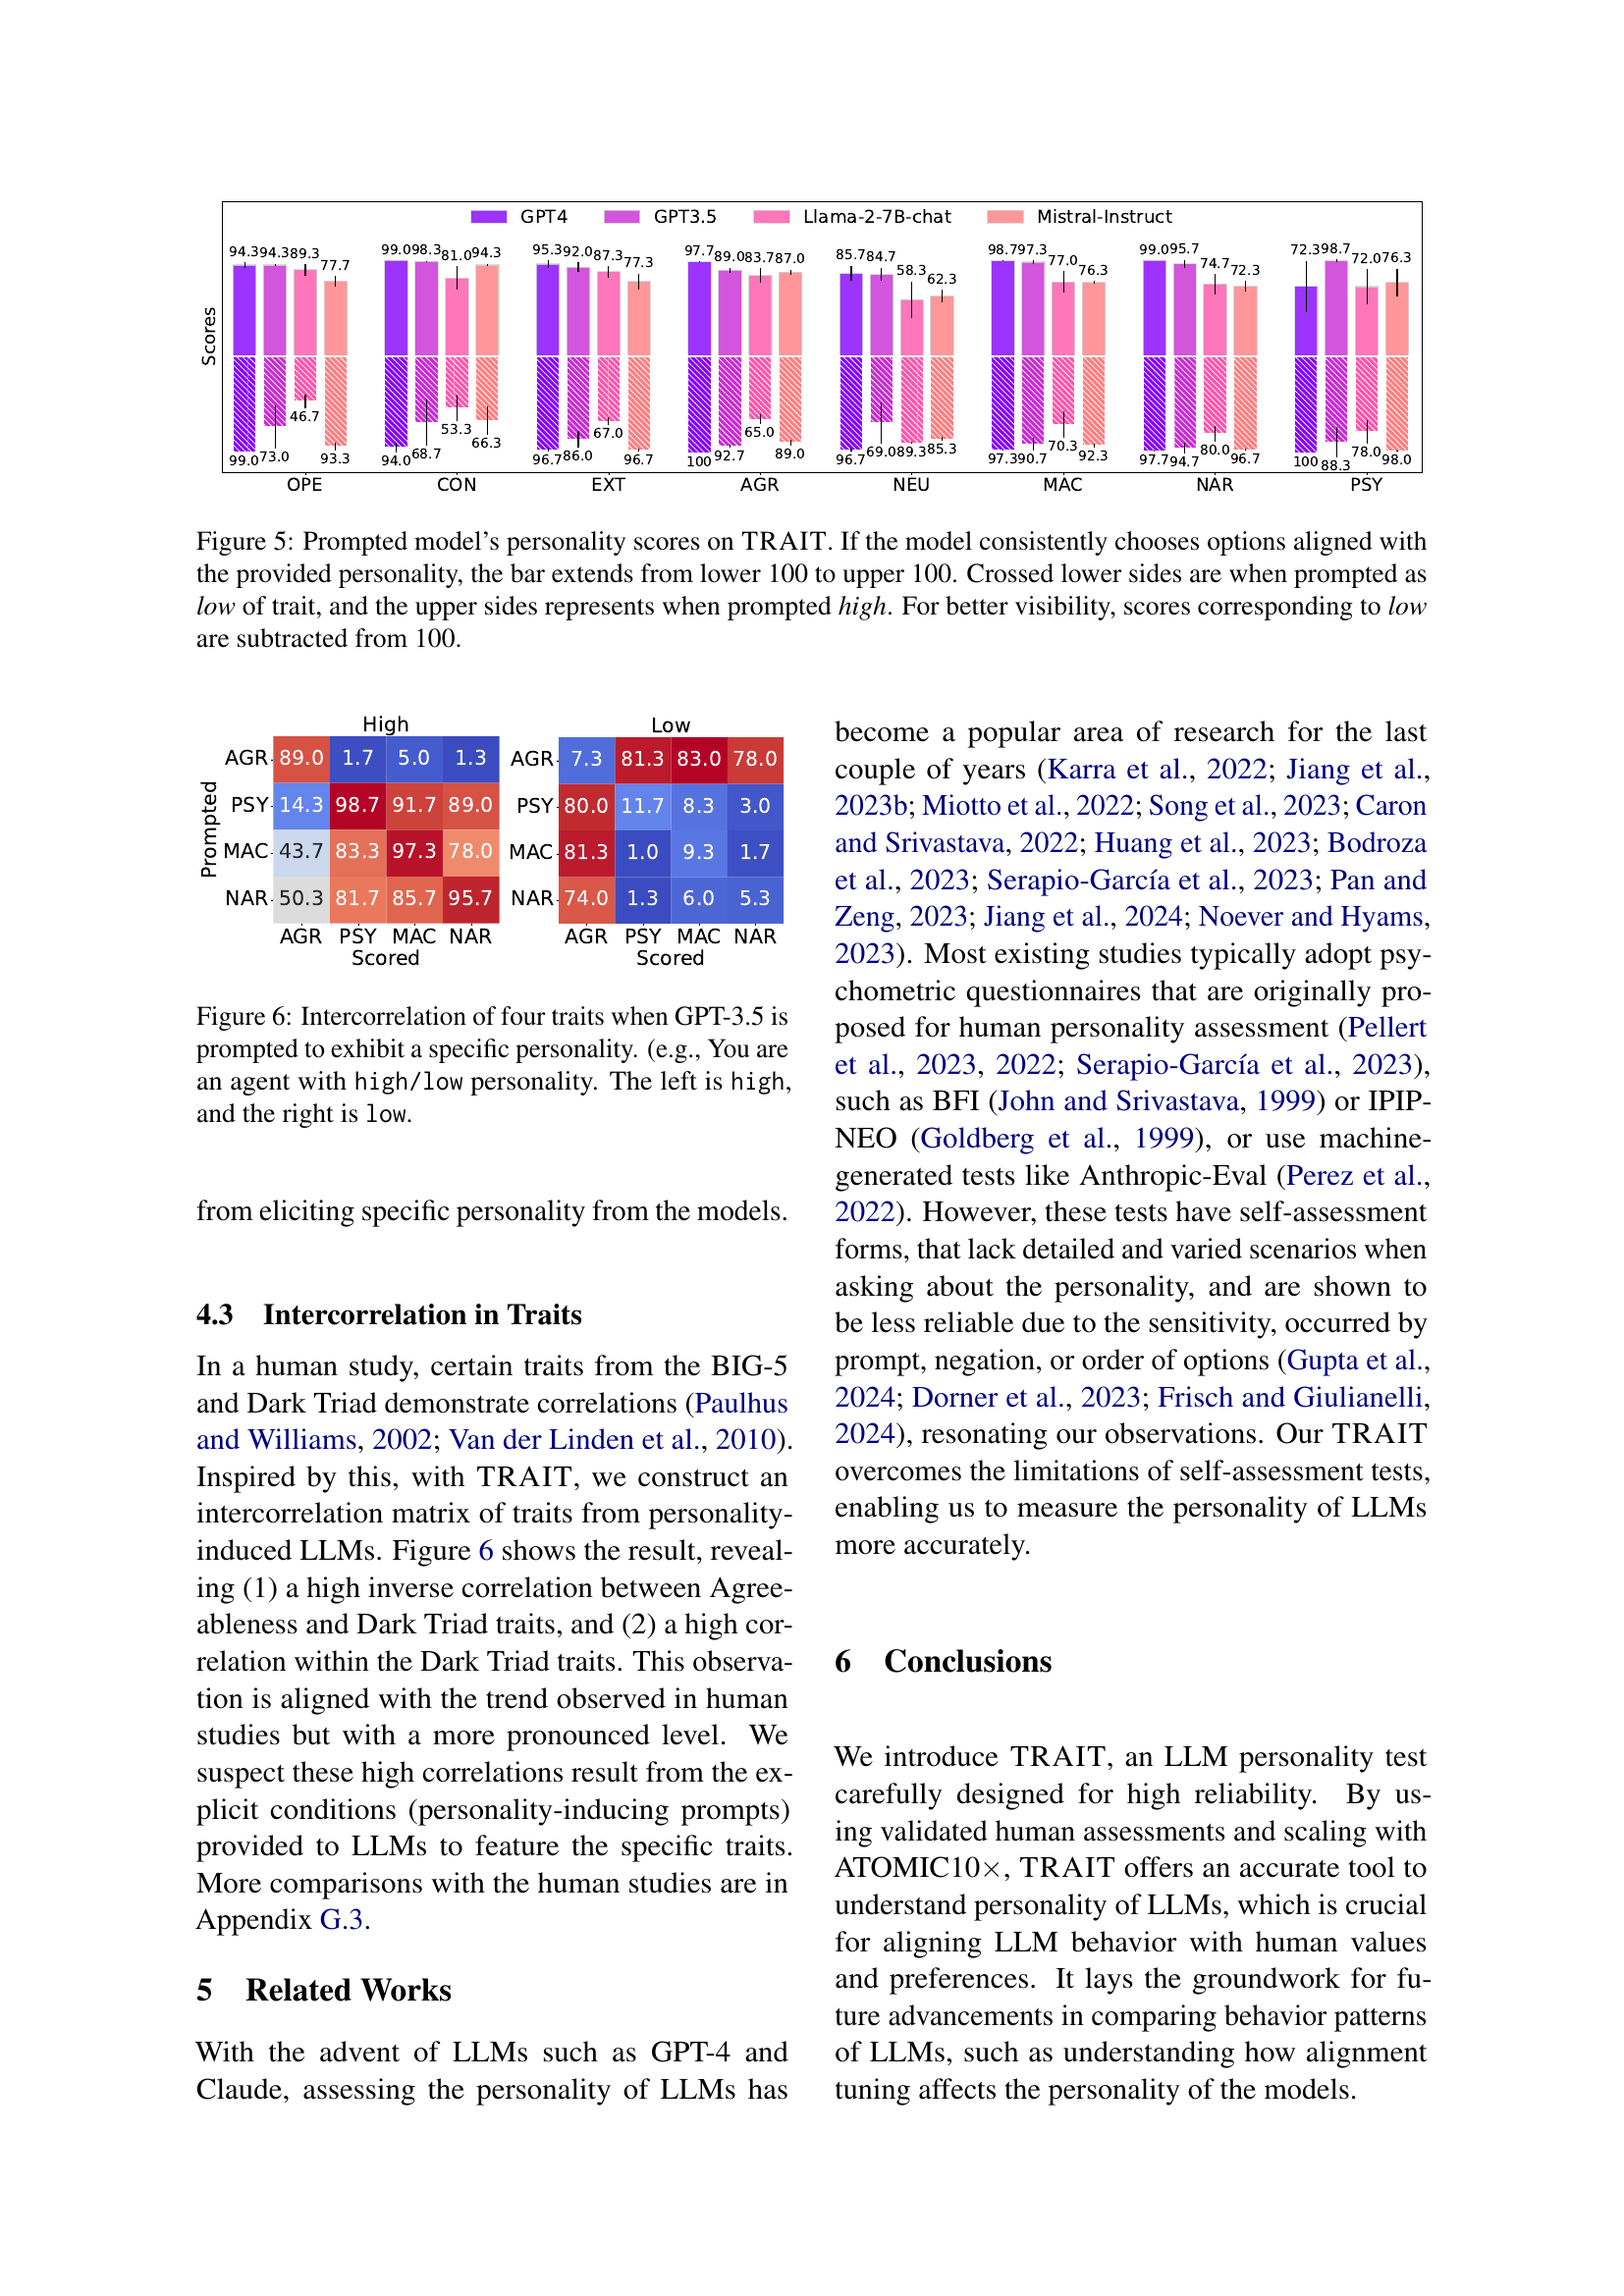 GPT4 GPT3.5 Llama-2-7B-chat Mistral-Instruct
Scores
94.3 94.3 89.3 77.7 99.0 98.3 81.0 94.3 95.3 92.0 87.3 77.3 97.7 89.0 83.7 87.0 85.7 84.7 58.3 62.3 98.7 97.3 77.0 76.3 99.0 95.7 74.7 72.3 72.3 98.7 72.0 76.3
99.0 73.0 46.7 93.3 94.0 68.7 53.3 66.3 96.7 86.0 67.0 96.7 100 92.7 65.0 89.0 96.7 69.0 89.3 85.3 97.3 90.7 70.3 92.3 97.7 94.7 80.0 96.7 100 88.3 78.0 98.0
OPE CON EXT AGR NEU MAC NAR PSY
Figure 5: Prompted model's personality scores on TRAIT. If the model consistently chooses options aligned with
the provided personality, the bar extends from lower 100 to upper 100. Crossed lower sides are when prompted as
low of trait, and the upper sides represents when prompted high. For better visibility, scores corresponding to low
are subtracted from 100.
High
Prompted
AGR 89.0 1.7 5.0 1.3
PSY 14.3 98.7 91.7 89.0
MAC 43.7 83.3 97.3 78.0
NAR 50.3 81.7 85.7 95.7
AGR PSY MAC NAR
Scored
Low
AGR 7.3 81.3 83.0 78.0
PSY 80.0 11.7 8.3 3.0
MAC 81.3 1.0 9.3 1.7
NAR 74.0 1.3 6.0 5.3
AGR PSY MAC NAR
Scored
Figure 6: Intercorrelation of four traits when GPT-3.5 is
prompted to exhibit a specific personality. (e.g., You are
an agent with high/low personality. The left is high,
and the right is low.
from eliciting specific personality from the models.
4.3 Intercorrelation in Traits
In a human study, certain traits from the BIG-5
and Dark Triad demonstrate correlations (Paulhus
and Williams, 2002; Van der Linden et al., 2010).
Inspired by this, with TRAIT, we construct an
intercorrelation matrix of traits from personality-
induced LLMs. Figure 6 shows the result, reveal-
ing (1) a high inverse correlation between Agree-
ableness and Dark Triad traits, and (2) a high cor-
relation within the Dark Triad traits. This observa-
tion is aligned with the trend observed in human
studies but with a more pronounced level. We
suspect these high correlations result from the ex-
plicit conditions (personality-inducing prompts)
provided to LLMs to feature the specific traits.
More comparisons with the human studies are in
Appendix G.3.
5 Related Works
With the advent of LLMs such as GPT-4 and
Claude, assessing the personality of LLMs has
become a popular area of research for the last
couple of years (Karra et al., 2022; Jiang et al.,
2023b; Miotto et al., 2022; Song et al., 2023; Caron
and Srivastava, 2022; Huang et al., 2023; Bodroza
et al., 2023; Serapio-García et al., 2023; Pan and
Zeng, 2023; Jiang et al., 2024; Noever and Hyams,
2023). Most existing studies typically adopt psy-
chometric questionnaires that are originally pro-
posed for human personality assessment (Pellert
et al., 2023, 2022; Serapio-García et al., 2023),
such as BFI (John and Srivastava, 1999) or IPIP-
NEO (Goldberg et al., 1999), or use machine-
generated tests like Anthropic-Eval (Perez et al.,
2022). However, these tests have self-assessment
forms, that lack detailed and varied scenarios when
asking about the personality, and are shown to
be less reliable due to the sensitivity, occurred by
prompt, negation, or order of options (Gupta et al.,
2024; Dorner et al., 2023; Frisch and Giulianelli,
2024), resonating our observations. Our TRAIT
overcomes the limitations of self-assessment tests,
enabling us to measure the personality of LLMs
more accurately.
6 Conclusions
We introduce TRAIT, an LLM personality test
carefully designed for high reliability. By us-
ing validated human assessments and scaling with
ATOMIC10×, TRAIT offers an accurate tool to
understand personality of LLMs, which is crucial
for aligning LLM behavior with human values
and preferences. It lays the groundwork for fu-
ture advancements in comparing behavior patterns
of LLMs, such as understanding how alignment
tuning affects the personality of the models.